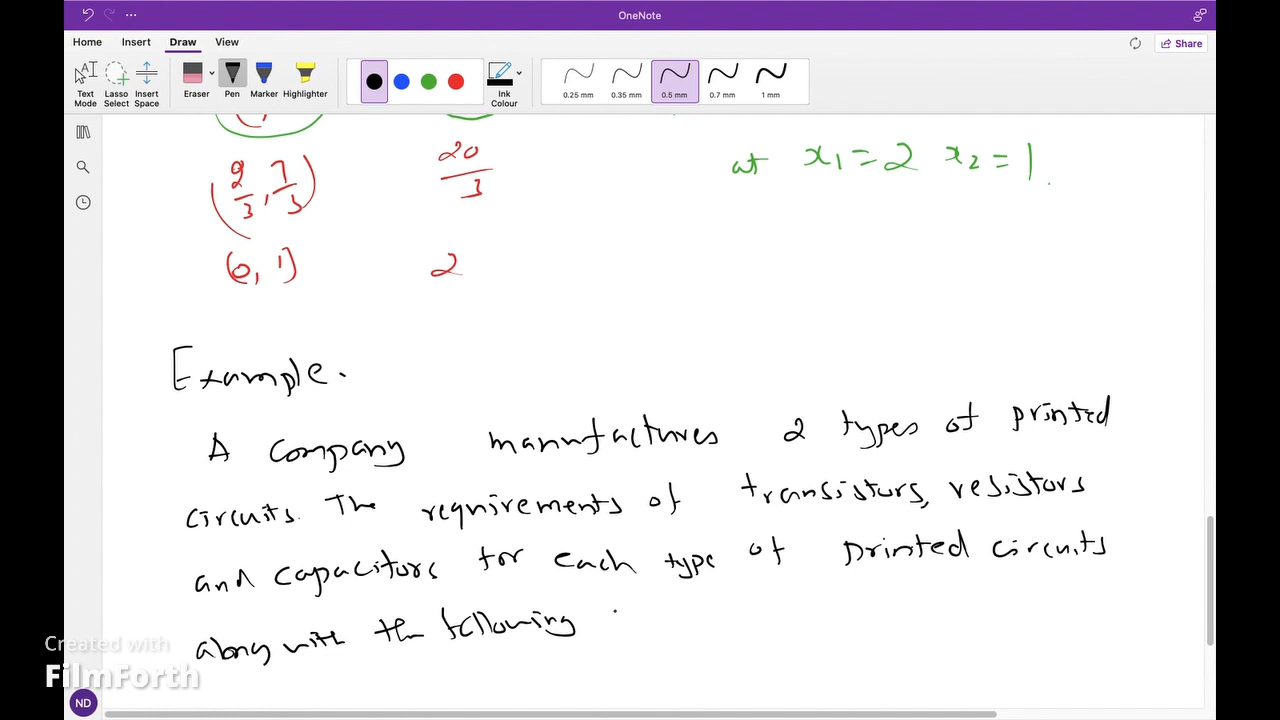 OneNote
Home Insert Draw View
Share
Text Mode
Lasso Select
Insert Space
Eraser
Pen
Marker
Highlighter
Ink Colour
0.25 mm
0.35 mm
0.5 mm
0.7 mm
1 mm
at x₁ = 2 x₂ = 1
(2/3, 7/3) 20/3
(0, 1) 2
Example.
A company manufactures 2 types of printed
circuits. The requirements of transistors, resistors
and capacitors for each type of printed circuits
along with the following
Created with
FilmForth
ND